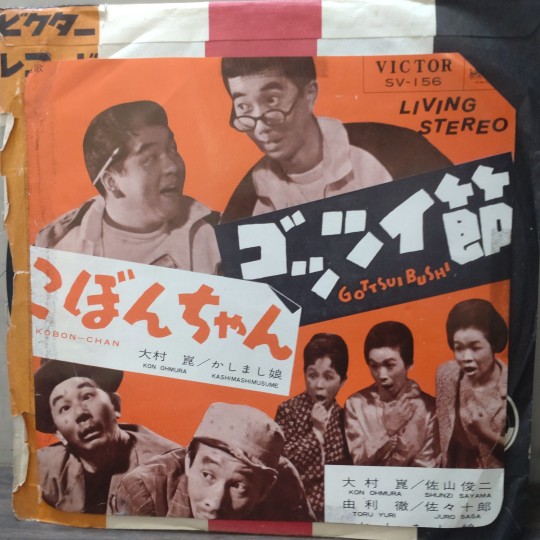 ビクター
レコード
歌
VICTOR
SV-156
LIVING
STEREO
ゴッツイ節
GOTTSUI BUSHI
こぼんちゃん
KOBON-CHAN
大村 崑/かしまし娘
KON OHMURA KASHIMASHIMUSUME
大村 崑/佐山俊二
KON OHMURA SHUNZI SAYAMA
由利 徹/佐々十郎
TORU YURI JURO SASA